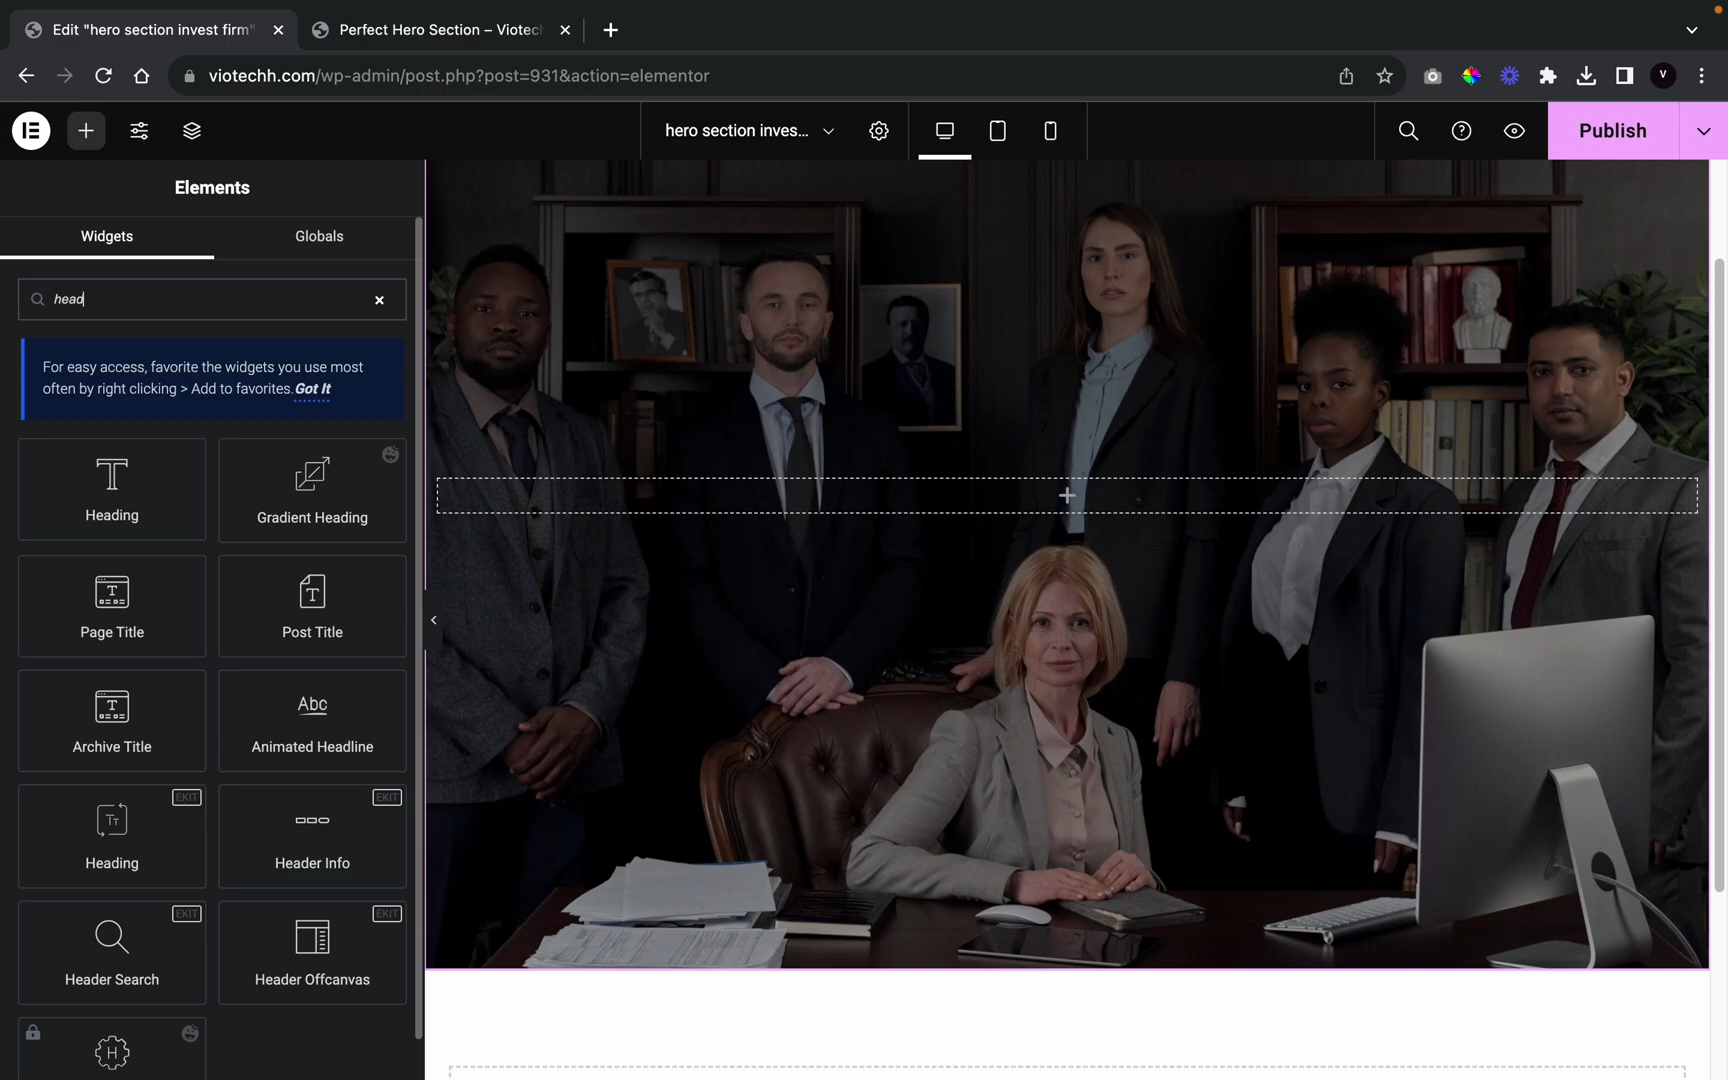 Edit "hero section invest firm"
Perfect Hero Section – Viotech
viotechh.com/wp-admin/post.php?post=931&action=elementor
V
hero section inves...
Publish
Elements
Widgets
Globals
head
For easy access, favorite the widgets you use most
often by right clicking > Add to favorites. Got It
Heading
Gradient Heading
Page Title
Post Title
Archive Title
Abc
Animated Headline
EKIT
Heading
EKIT
Header Info
EKIT
Header Search
EKIT
Header Offcanvas